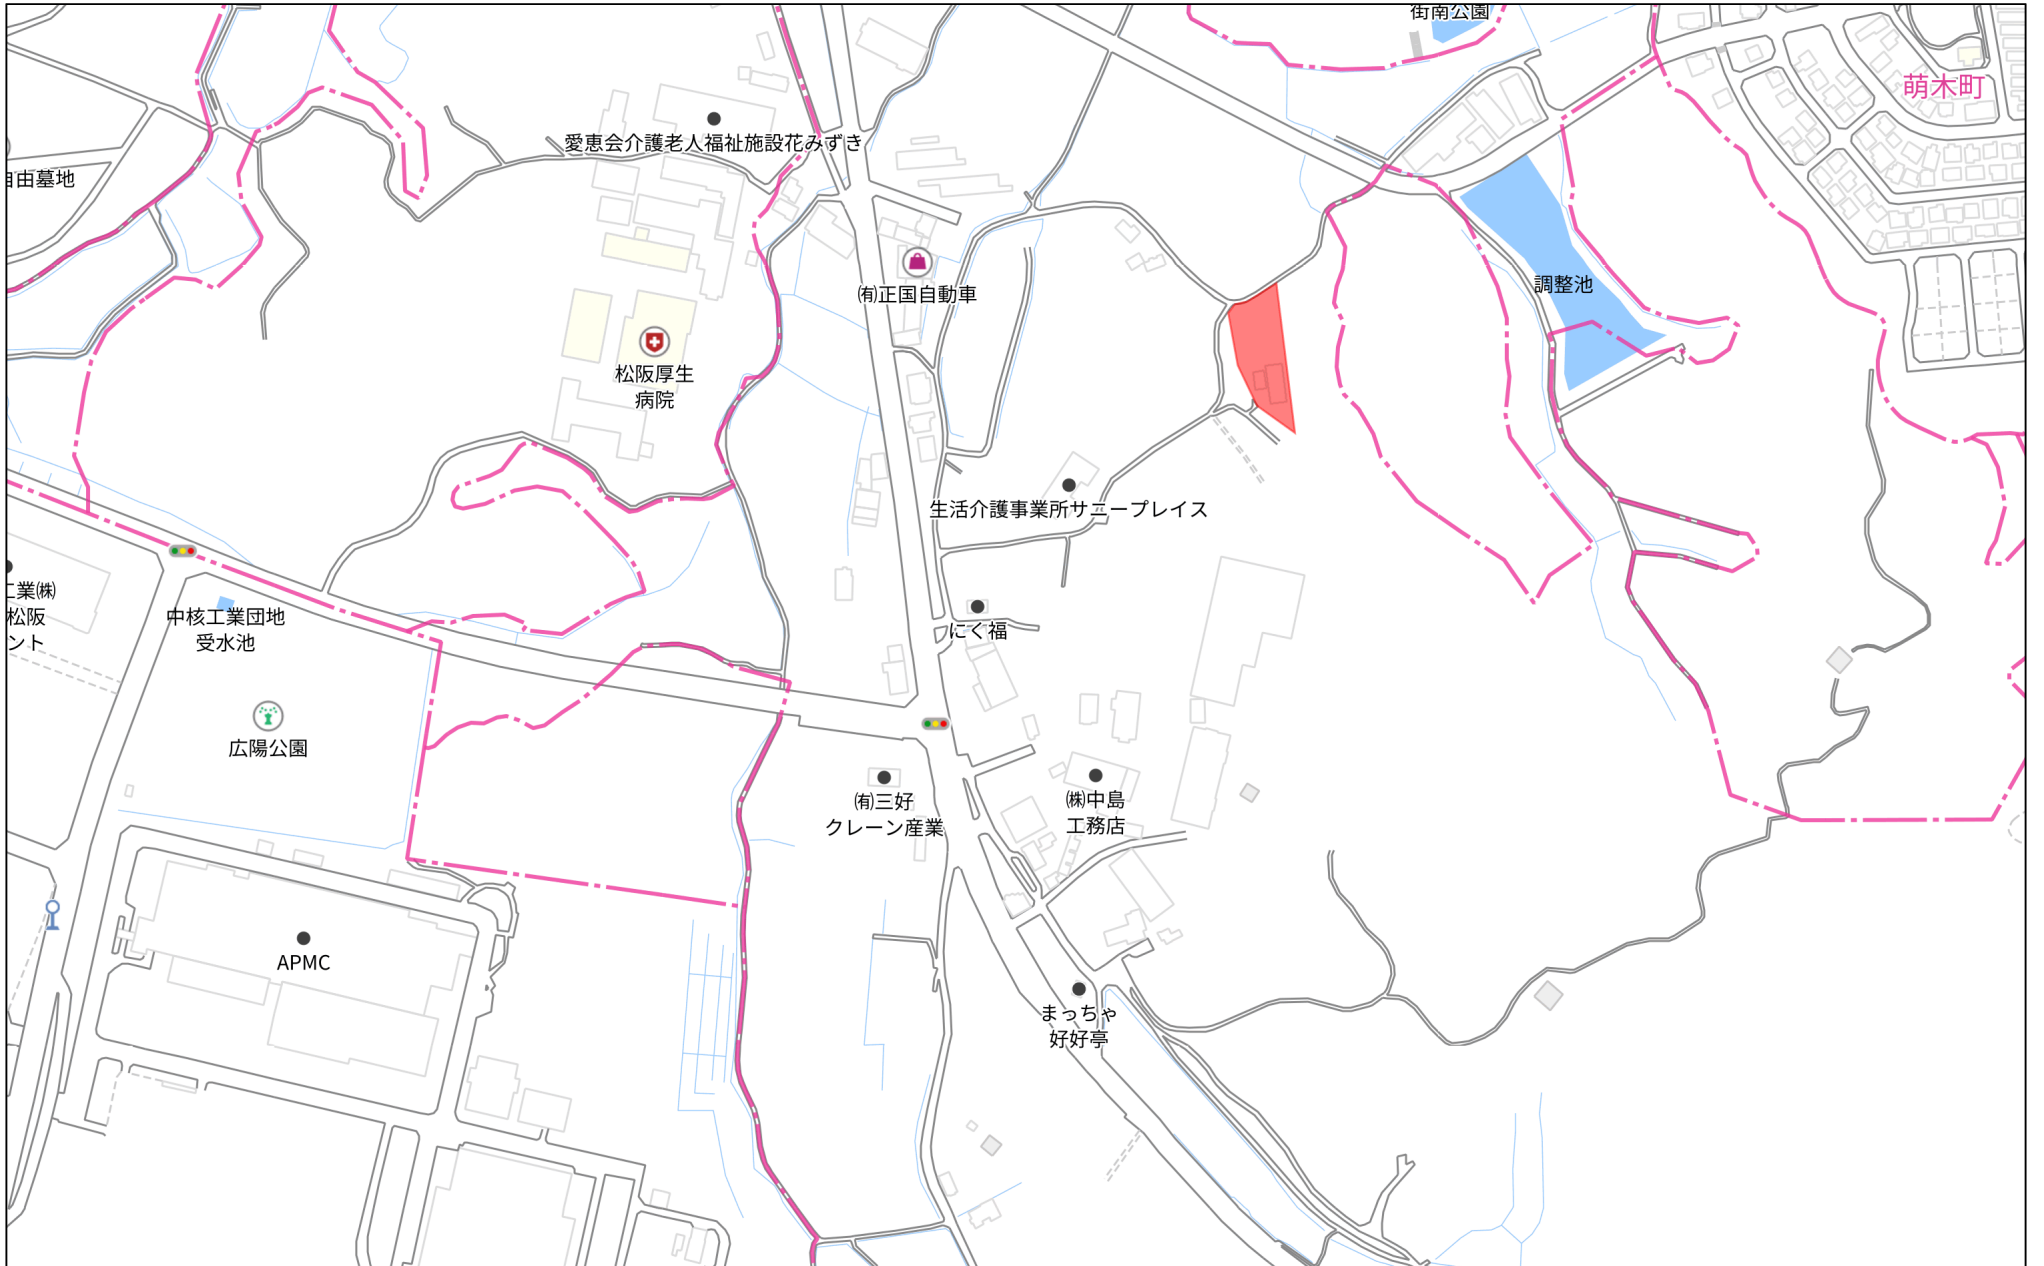 街南公園
萌木町
愛恵会介護老人福祉施設花みずき
自由墓地
調整池
㈲正国自動車
松阪厚生
病院
生活介護事業所サニープレイス
工業㈱
松阪
ント
中核工業団地
受水池
にく福
広陽公園
㈲三好
クレーン産業
㈱中島
工務店
APMC
まっちゃ
好好亭